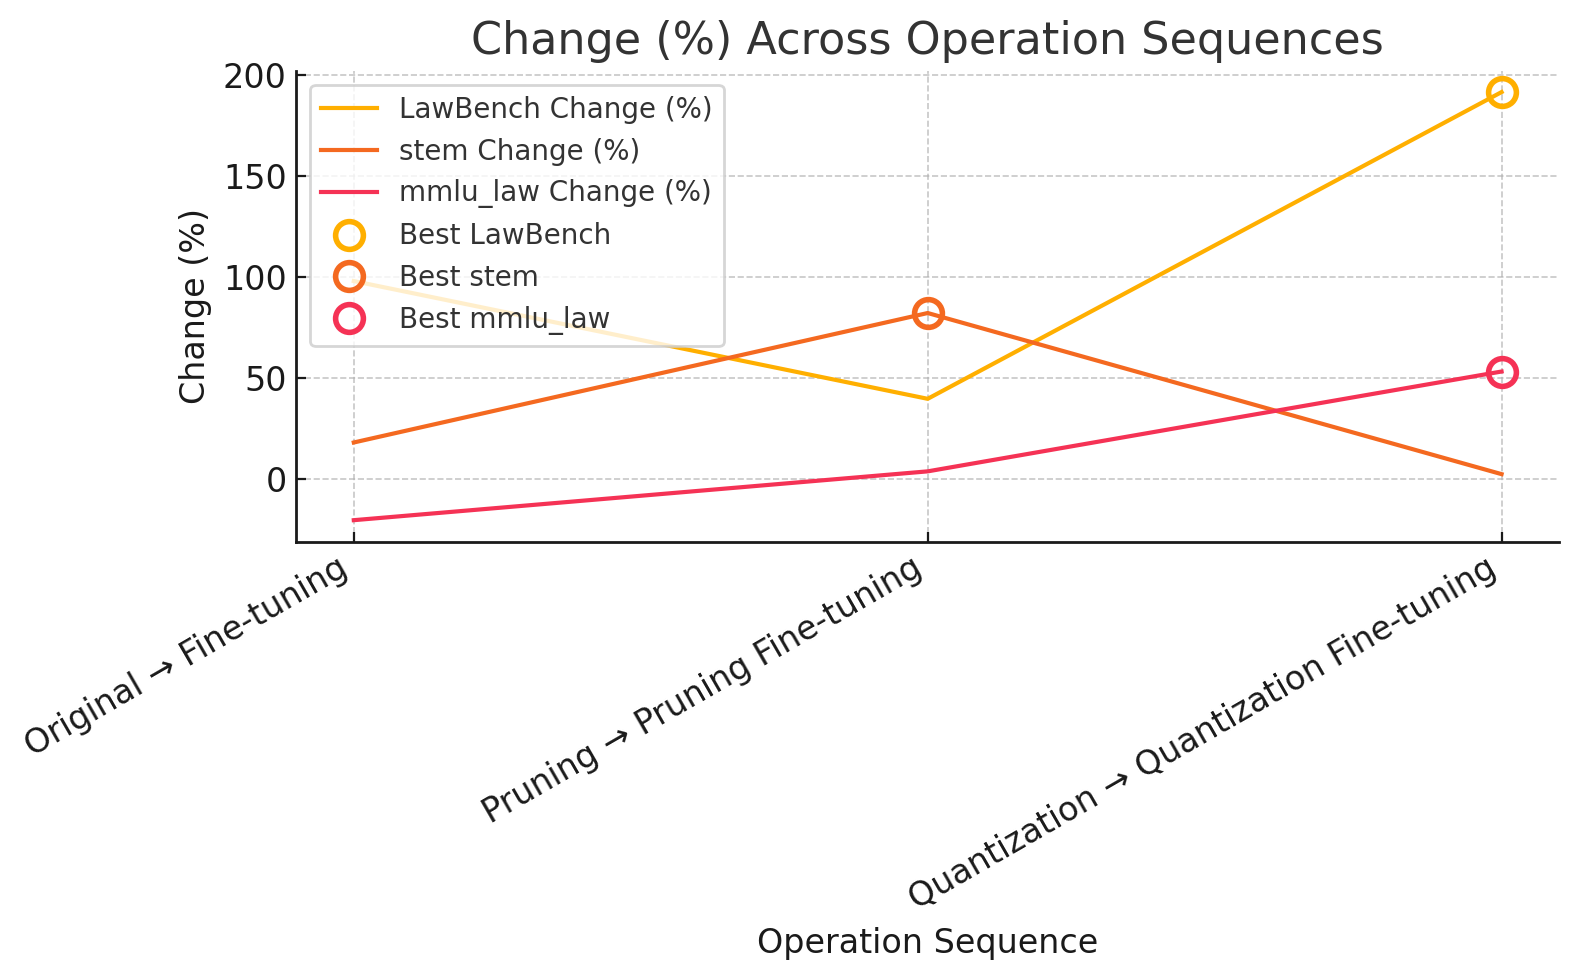 Change (%) Across Operation Sequences
Change (%)
200
150
100
50
0
LawBench Change (%)
stem Change (%)
mmlu_law Change (%)
Best LawBench
Best stem
Best mmlu_law
Original → Fine-tuning
Pruning → Pruning Fine-tuning
Quantization → Quantization Fine-tuning
Operation Sequence